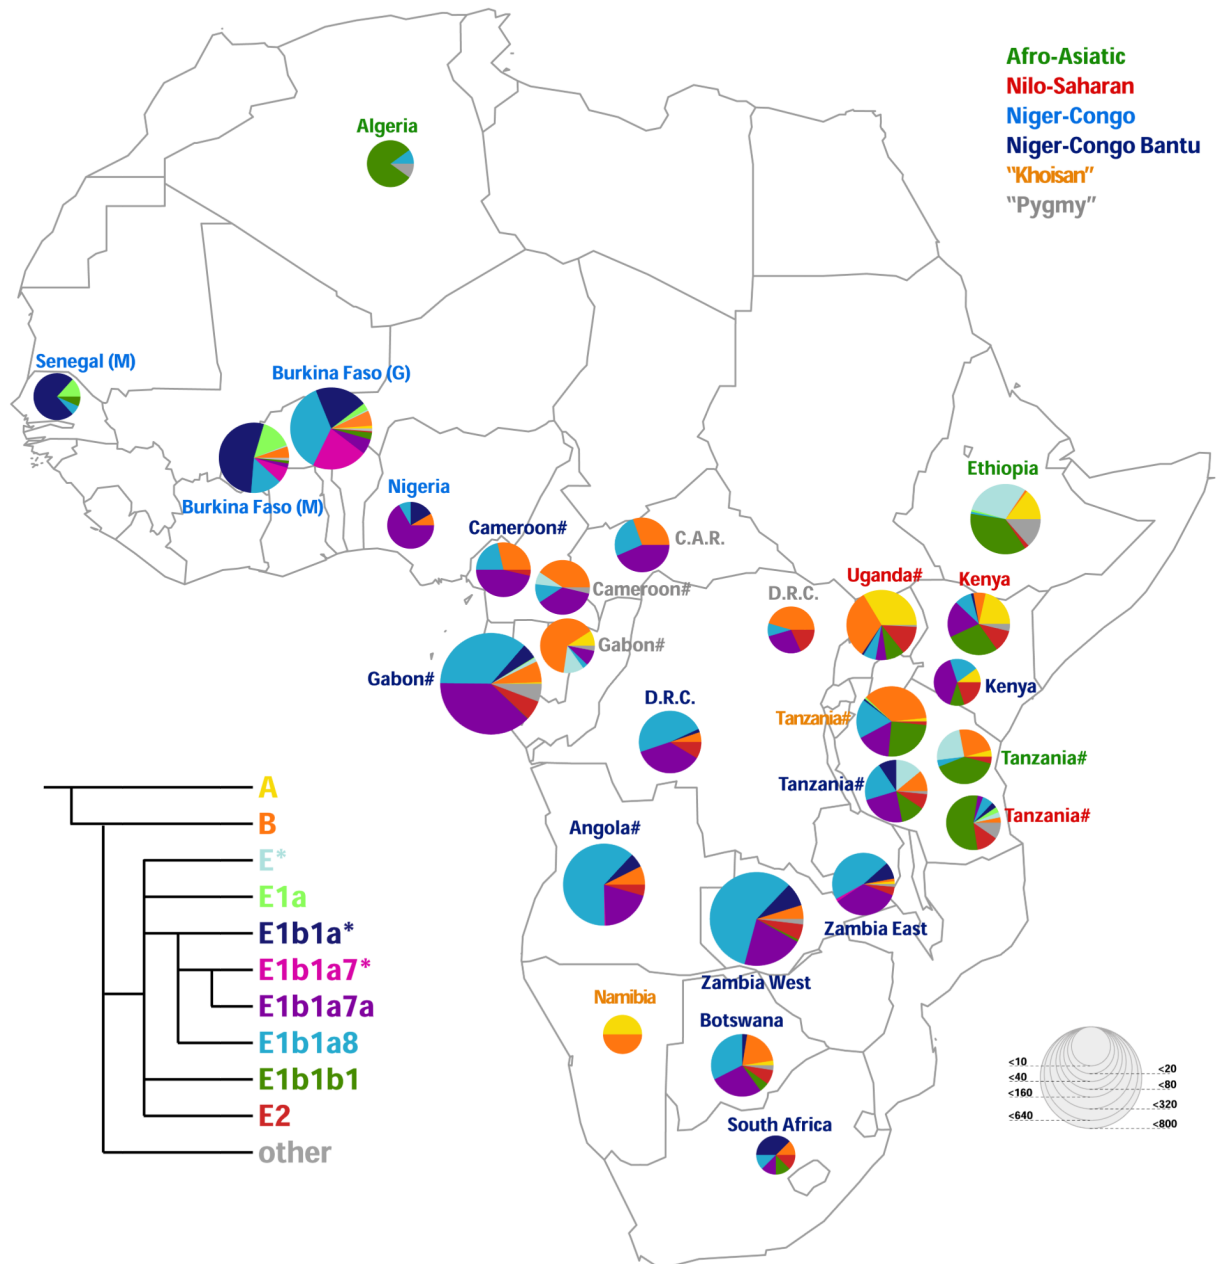 Afro-Asiatic
Nilo-Saharan
Niger-Congo
Niger-Congo Bantu
"Khoisan"
"Pygmy"
Algeria
Senegal (M)
Burkina Faso (G)
Burkina Faso (M)
Nigeria
Cameroon#
C.A.R.
Cameroon#
Gabon#
Gabon#
Ethiopia
Uganda#
Kenya
D.R.C.
Kenya
D.R.C.
Tanzania#
Tanzania#
Tanzania#
Tanzania#
Angola#
Zambia East
Zambia West
Namibia
Botswana
South Africa
A
B
E*
E1a
E1b1a*
E1b1a7*
E1b1a7a
E1b1a8
E1b1b1
E2
other
<10
<20
<40
<80
<160
<320
<640
<800